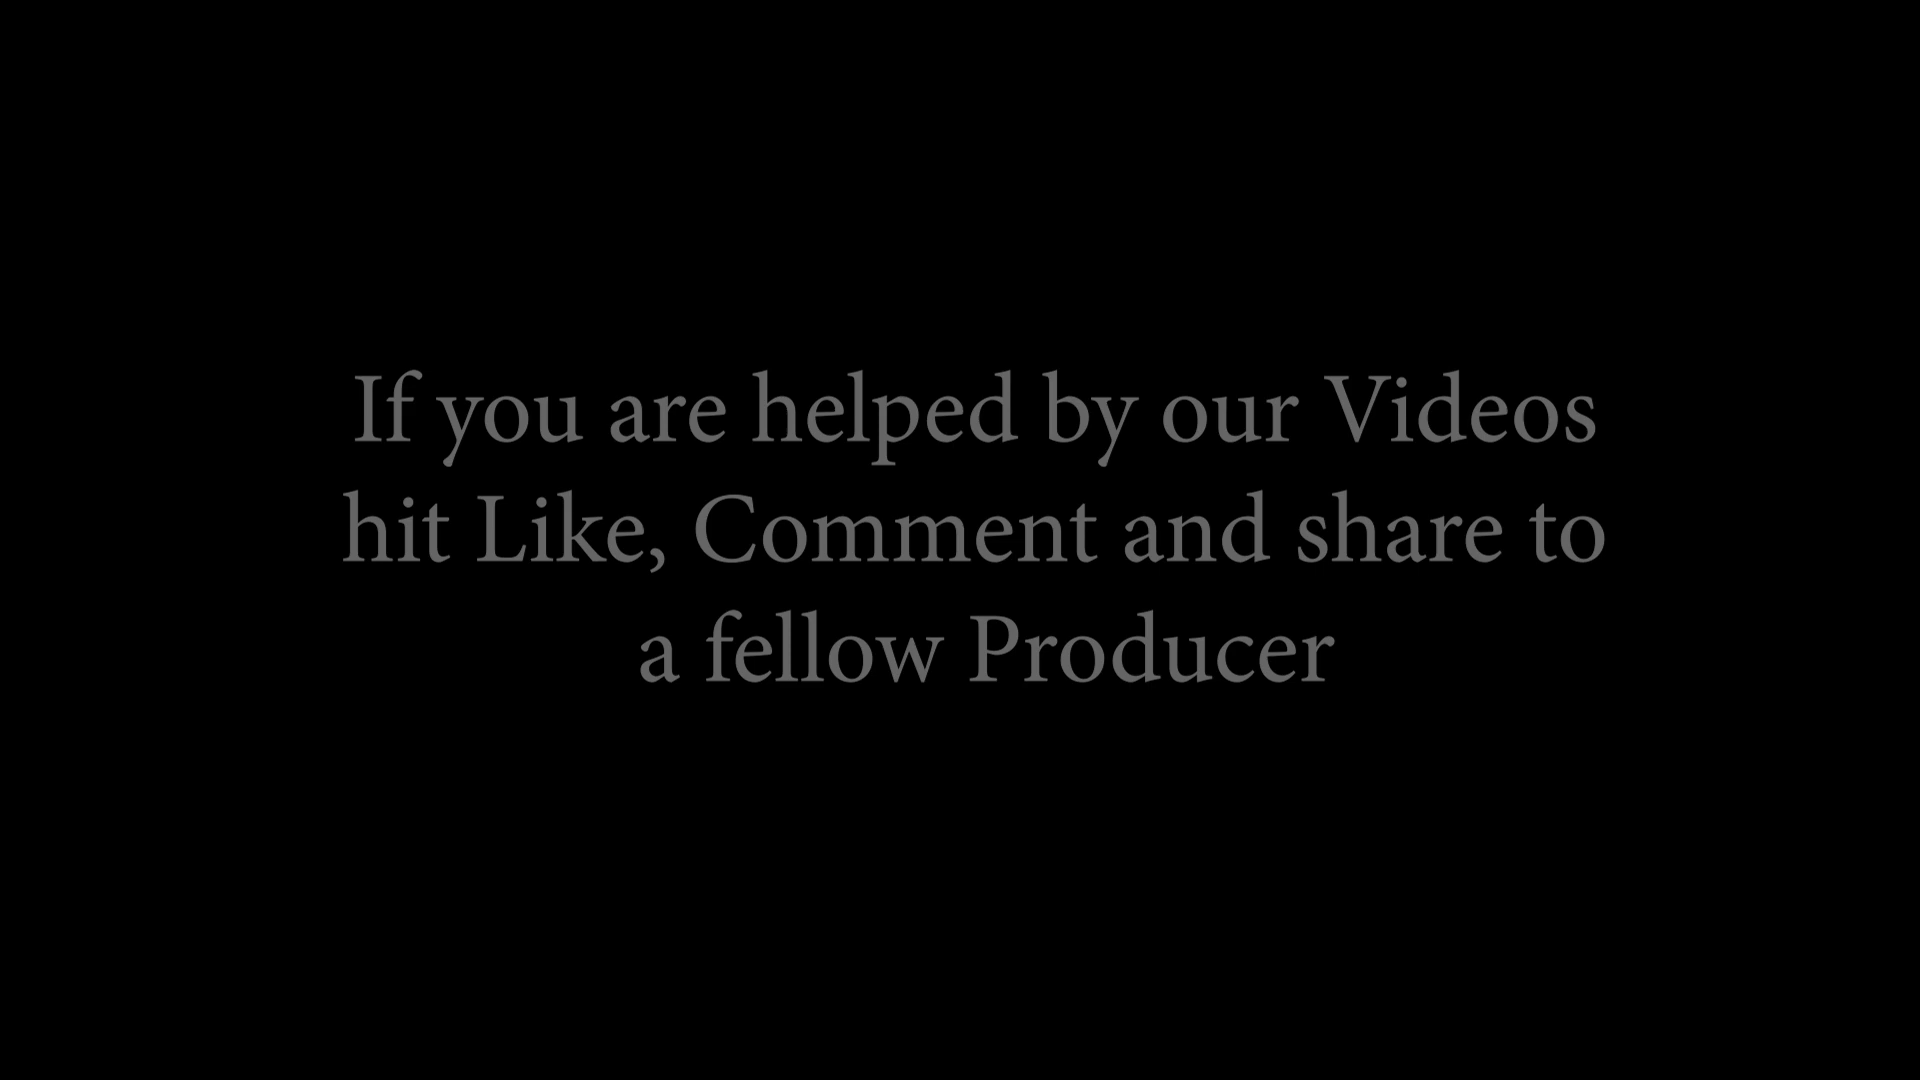 If you are helped by our Videos
hit Like, Comment and share to
a fellow Producer